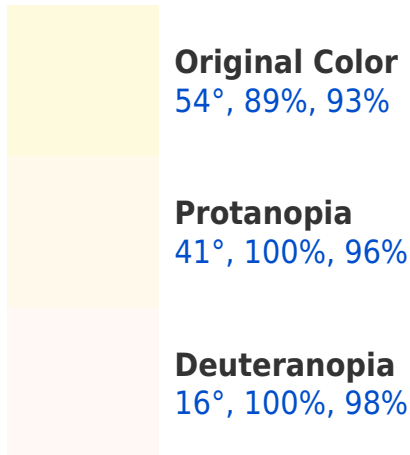 Original Color
54°, 89%, 93%
Protanopia
41°, 100%, 96%
Deuteranopia
16°, 100%, 98%